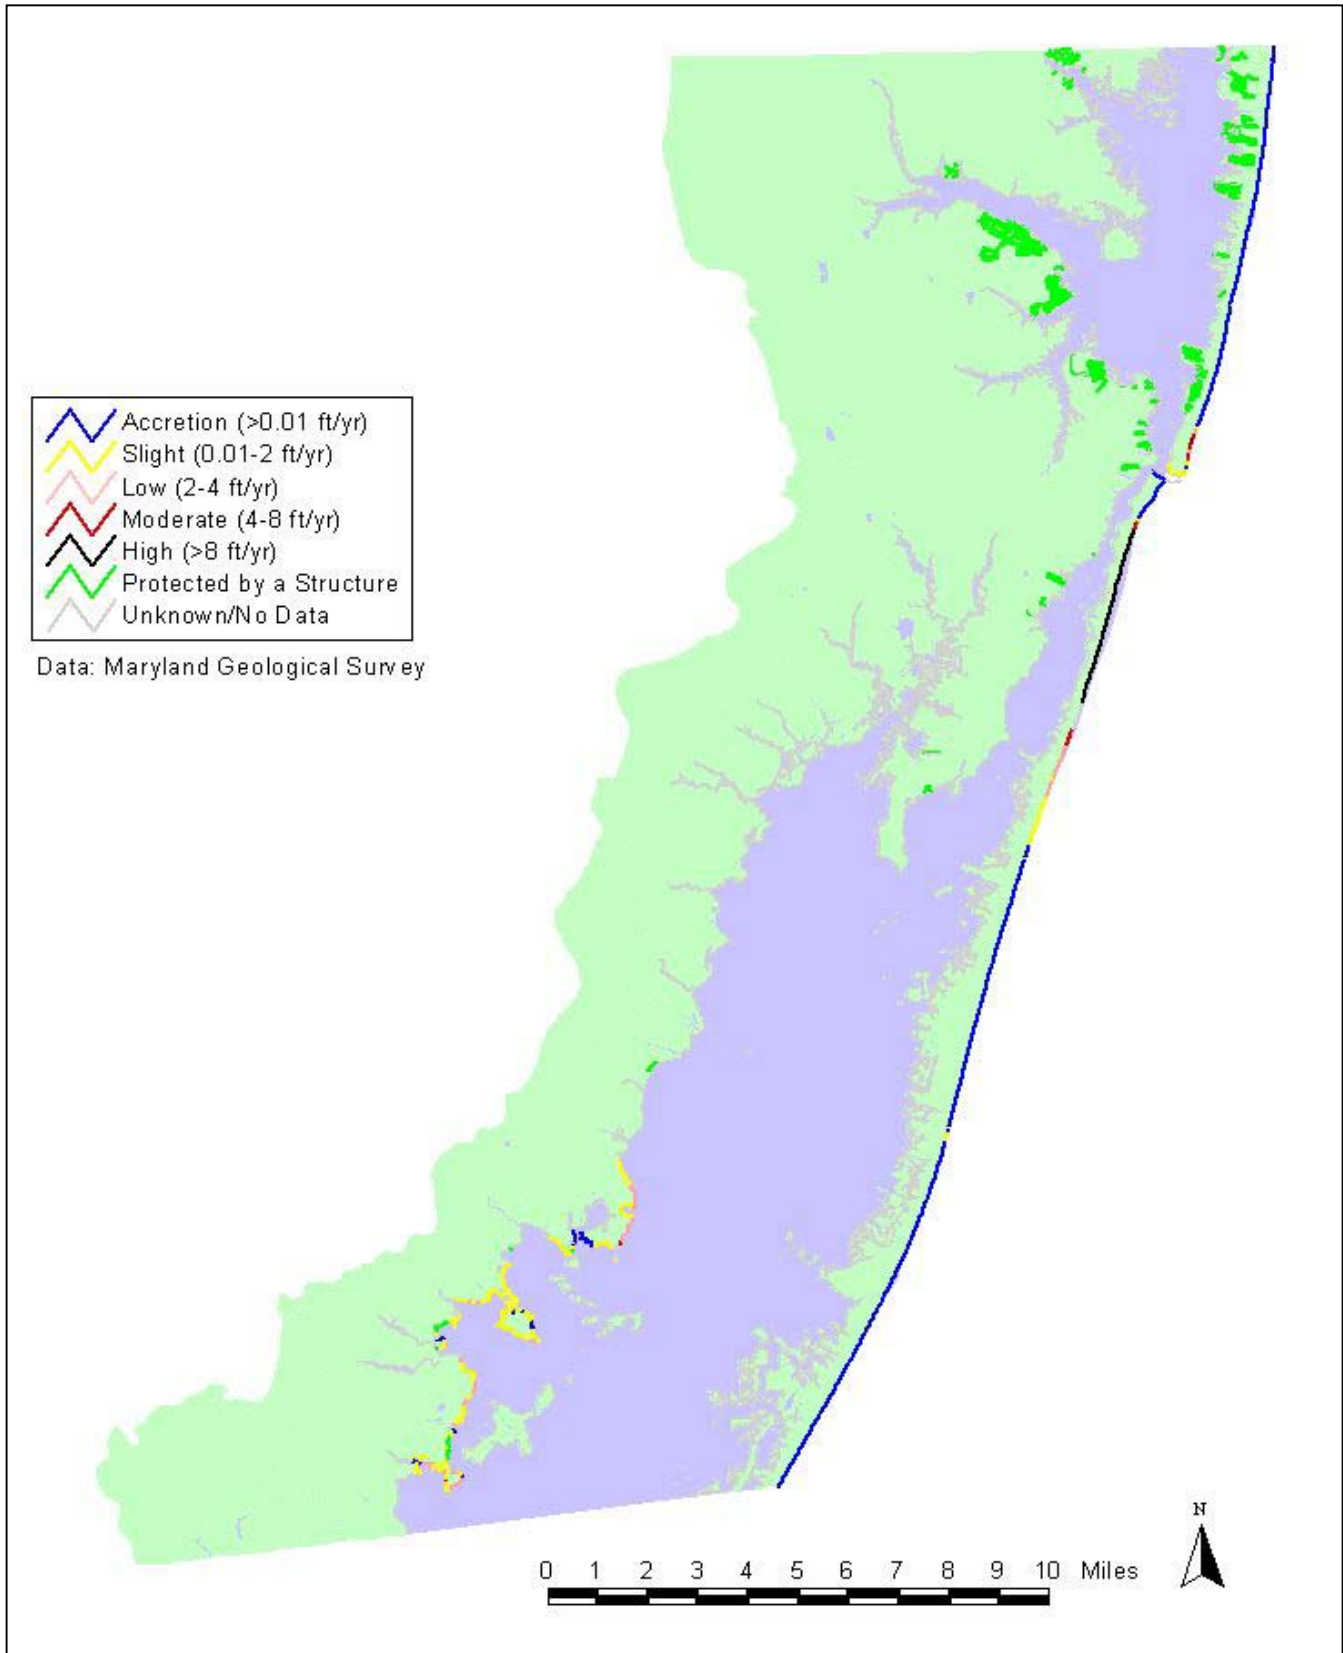 Accretion (>0.01 ft/yr)
Slight (0.01-2 ft/yr)
Low (2-4 ft/yr)
Moderate (4-8 ft/yr)
High (>8 ft/yr)
Protected by a Structure
Unknown/No Data
Data: Maryland Geological Survey
N
0 1 2 3 4 5 6 7 8 9 10 Miles